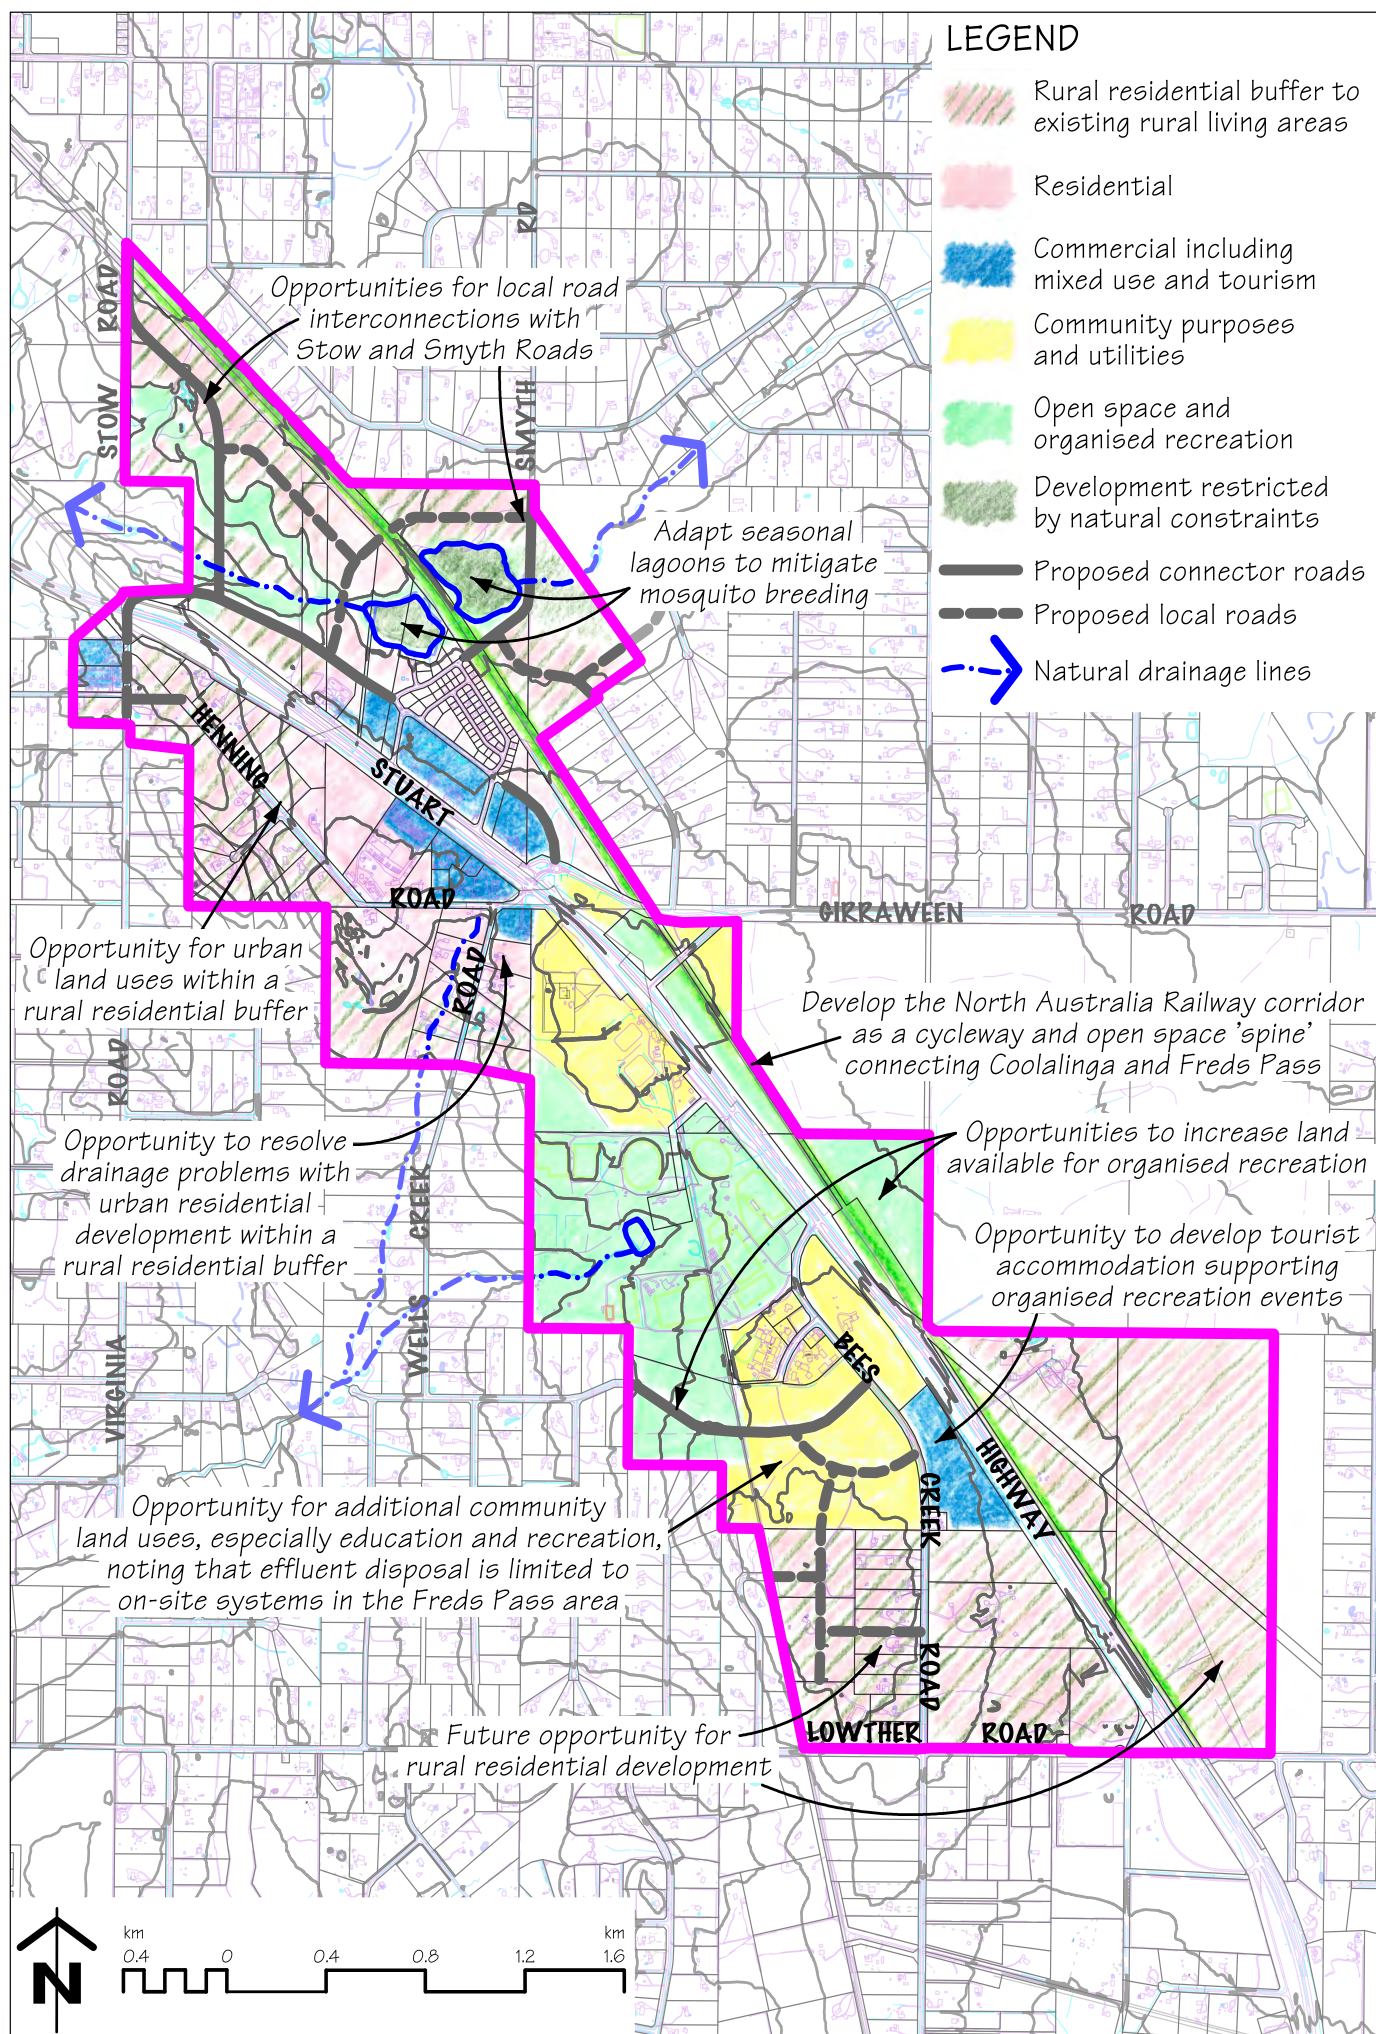 LEGEND
Rural residential buffer to
existing rural living areas
Residential
Commercial including
mixed use and tourism
Community purposes
and utilities
Open space and
organised recreation
Development restricted
by natural constraints
Proposed connector roads
Proposed local roads
Natural drainage lines
RD
SMYTH
STOW
ROAD
Opportunities for local road
interconnections with
Stow and Smyth Roads
Adapt seasonal
lagoons to mitigate
mosquito breeding
HENNING
ROAD
STUART
GIRRAWEEN
ROAD
Opportunity for urban
land uses within a
rural residential buffer
ROAD
Develop the North Australia Railway corridor
as a cycleway and open space 'spine'
connecting Coolalinga and Freds Pass
ROAD
Opportunity to resolve
drainage problems with
urban residential
development within a
rural residential buffer
CREEK
WELLS
VIRGINIA
Opportunities to increase land
available for organised recreation
Opportunity to develop tourist
accommodation supporting
organised recreation events
BEES
CREEK
ROAD
HIGHWAY
Opportunity for additional community
land uses, especially education and recreation,
noting that effluent disposal is limited to
on-site systems in the Freds Pass area
Future opportunity for
rural residential development
LOWTHER
ROAD
km
km
0.4
0
0.4
0.8
1.2
1.6
N